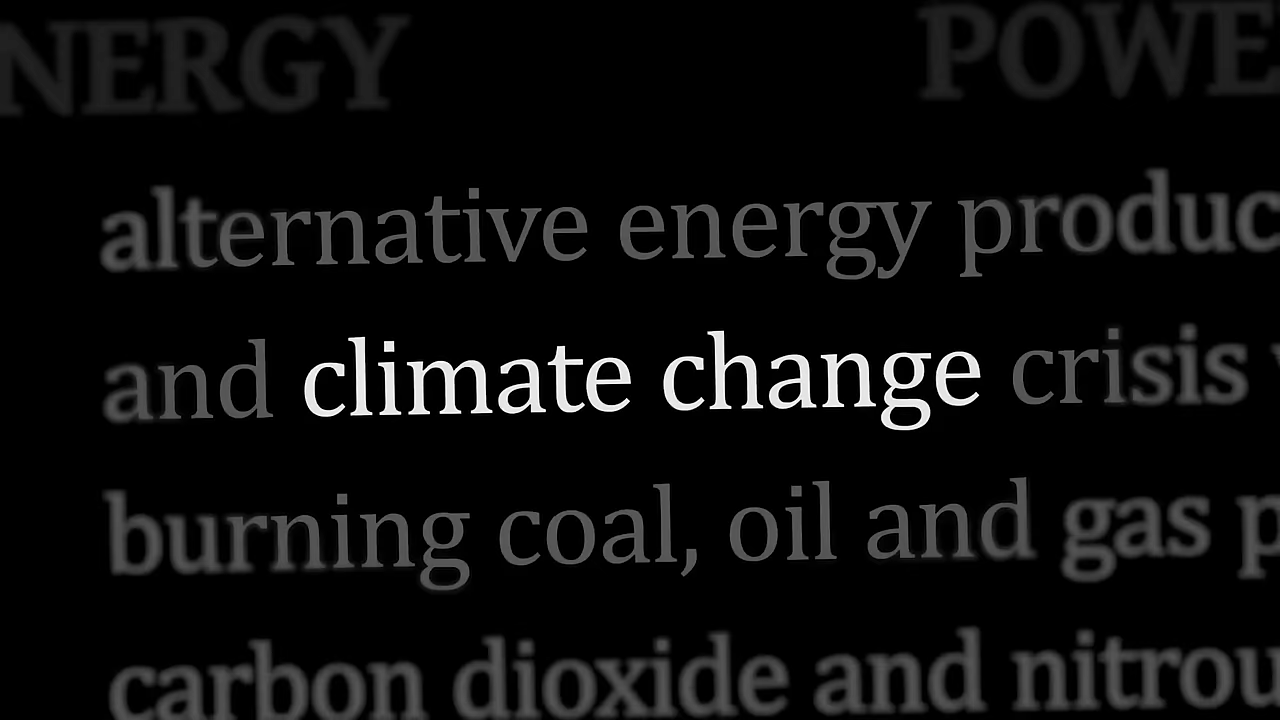 NERGY POWE
alternative energy produc
and climate change crisis
burning coal, oil and gas p
carbon dioxide and nitrou